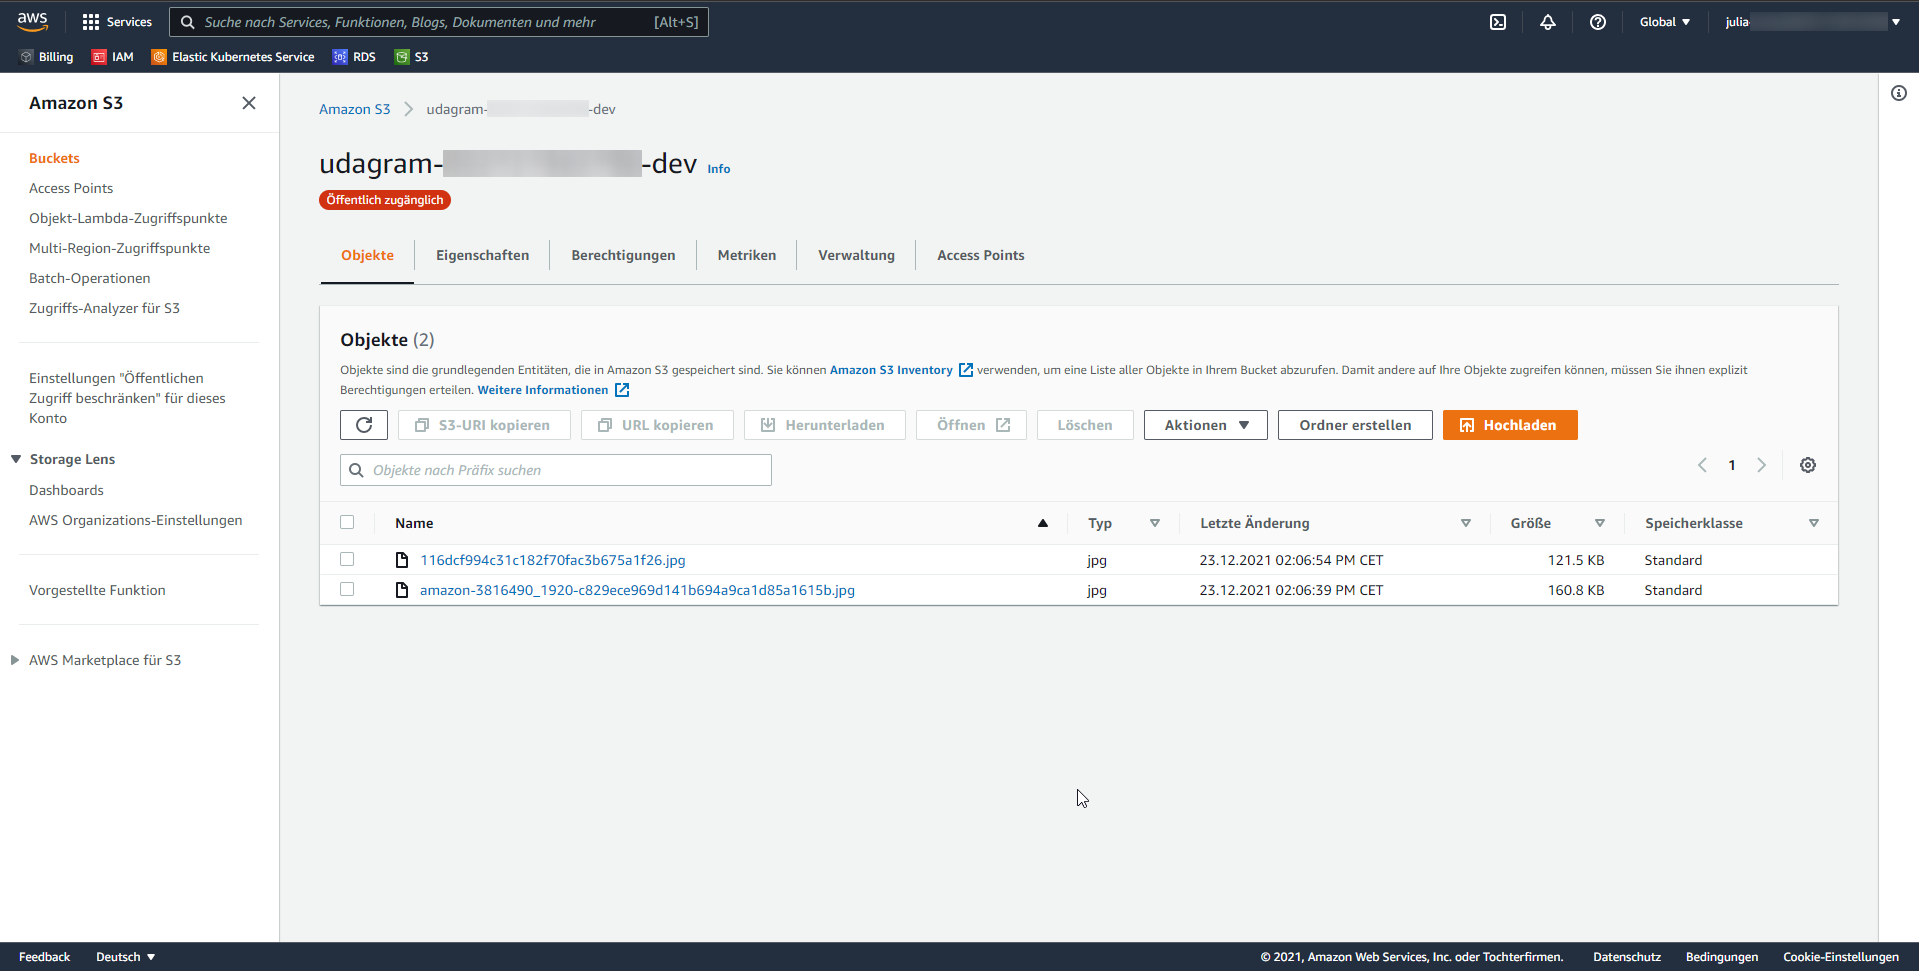 aws Services Suche nach Services, Funktionen, Blogs, Dokumenten und mehr [Alt+S] Global julia-
Billing IAM Elastic Kubernetes Service RDS S3
Amazon S3
Buckets
Access Points
Objekt-Lambda-Zugriffspunkte
Multi-Region-Zugriffspunkte
Batch-Operationen
Zugriffs-Analyzer für S3
Einstellungen "Öffentlichen
Zugriff beschränken" für dieses
Konto
Storage Lens
Dashboards
AWS Organizations-Einstellungen
Vorgestellte Funktion
AWS Marketplace für S3
Amazon S3 udagram- -dev
udagram- -dev Info
Öffentlich zugänglich
Objekte Eigenschaften Berechtigungen Metriken Verwaltung Access Points
Objekte (2)
Objekte sind die grundlegenden Entitäten, die in Amazon S3 gespeichert sind. Sie können Amazon S3 Inventory verwenden, um eine Liste aller Objekte in Ihrem Bucket abzurufen. Damit andere auf Ihre Objekte zugreifen können, müssen Sie ihnen explizit
Berechtigungen erteilen. Weitere Informationen
S3-URI kopieren URL kopieren Herunterladen Öffnen Löschen Aktionen Ordner erstellen Hochladen
Objekte nach Präfix suchen 1
Name Typ Letzte Änderung Größe Speicherklasse
116dcf994c31c182f70fac3b675a1f26.jpg jpg 23.12.2021 02:06:54 PM CET 121.5 KB Standard
amazon-3816490_1920-c829ece969d141b694a9ca1d85a1615b.jpg jpg 23.12.2021 02:06:39 PM CET 160.8 KB Standard
Feedback Deutsch © 2021, Amazon Web Services, Inc. oder Tochterfirmen. Datenschutz Bedingungen Cookie-Einstellungen